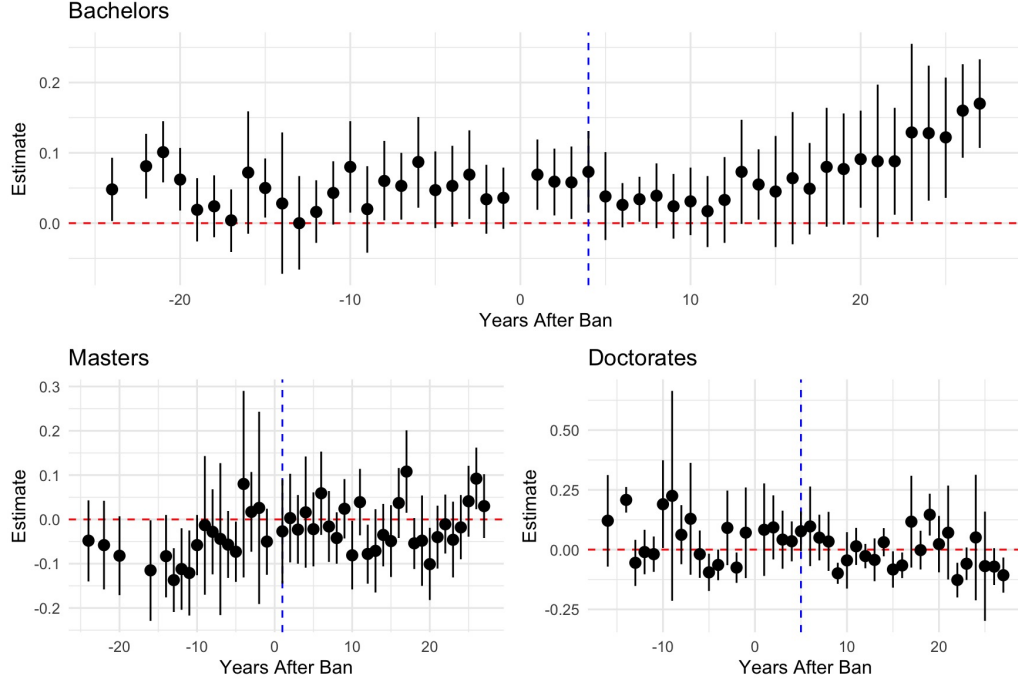 Bachelors
Estimate
0.2
0.1
0.0
-20 -10 0 10 20
Years After Ban
Masters
Estimate
0.3
0.2
0.1
0.0
-0.1
-0.2
-20 -10 0 10 20
Years After Ban
Doctorates
Estimate
0.50
0.25
0.00
-0.25
-10 0 10 20
Years After Ban